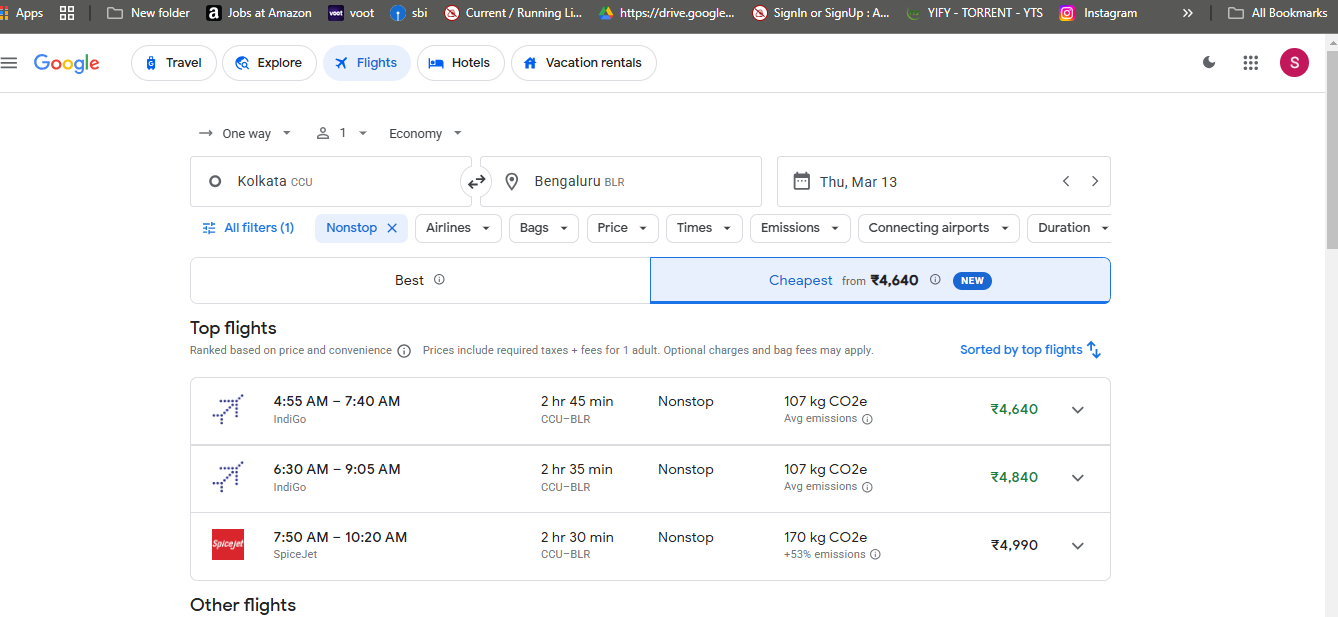 Apps New folder Jobs at Amazon voot voot sbi Current / Running Li... https://drive.google... SignIn or SignUp : A... YIFY - TORRENT - YTS Instagram » All Bookmarks
Google Travel Explore Flights Hotels Vacation rentals S
One way 1 Economy
Kolkata CCU Bengaluru BLR Thu, Mar 13
All filters (1) Nonstop Airlines Bags Price Times Emissions Connecting airports Duration
Best Cheapest from ₹4,640 NEW
Top flights
Ranked based on price and convenience Prices include required taxes + fees for 1 adult. Optional charges and bag fees may apply. Sorted by top flights
4:55 AM – 7:40 AM 2 hr 45 min Nonstop 107 kg CO2e ₹4,640
IndiGo CCU–BLR Avg emissions
6:30 AM – 9:05 AM 2 hr 35 min Nonstop 107 kg CO2e ₹4,840
IndiGo CCU–BLR Avg emissions
SpiceJet 7:50 AM – 10:20 AM 2 hr 30 min Nonstop 170 kg CO2e ₹4,990
SpiceJet CCU–BLR +53% emissions
Other flights